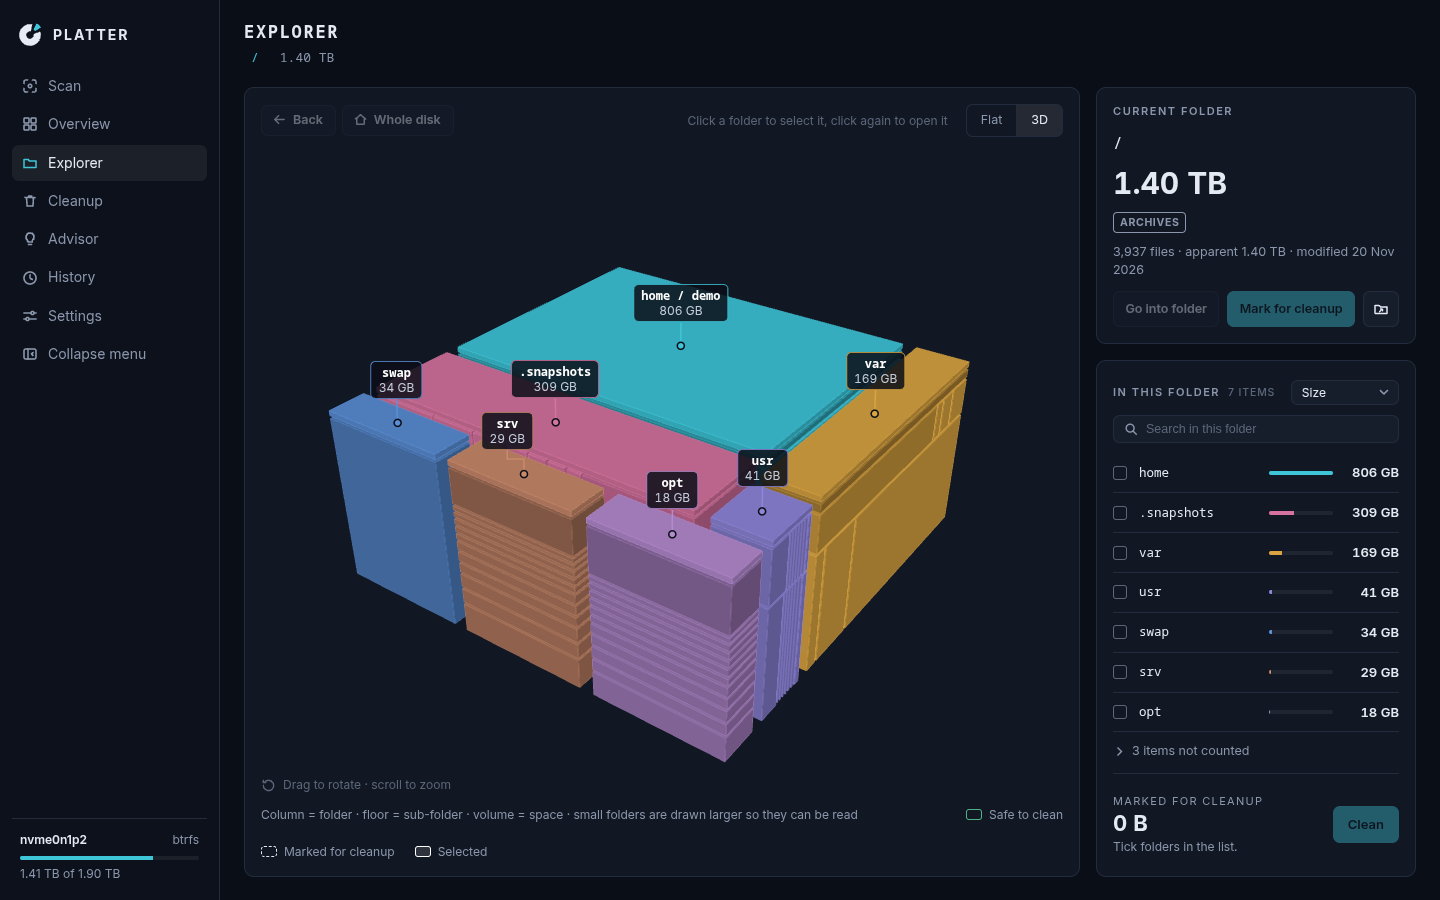 PLATTER
Scan
Overview
Explorer
Cleanup
Advisor
History
Settings
Collapse menu
nvme0n1p2 btrfs
1.41 TB of 1.90 TB
EXPLORER
/ 1.40 TB
Back Whole disk Click a folder to select it, click again to open it Flat 3D
home / demo
806 GB
swap
34 GB
.snapshots
309 GB
var
169 GB
srv
29 GB
usr
41 GB
opt
18 GB
Drag to rotate · scroll to zoom
Column = folder · floor = sub-folder · volume = space · small folders are drawn larger so they can be read Safe to clean
Marked for cleanup Selected
CURRENT FOLDER
/
1.40 TB
ARCHIVES
3,937 files · apparent 1.40 TB · modified 20 Nov
2026
Go into folder Mark for cleanup
IN THIS FOLDER 7 ITEMS Size
Search in this folder
home 806 GB
.snapshots 309 GB
var 169 GB
usr 41 GB
swap 34 GB
srv 29 GB
opt 18 GB
3 items not counted
MARKED FOR CLEANUP
0 B
Clean
Tick folders in the list.